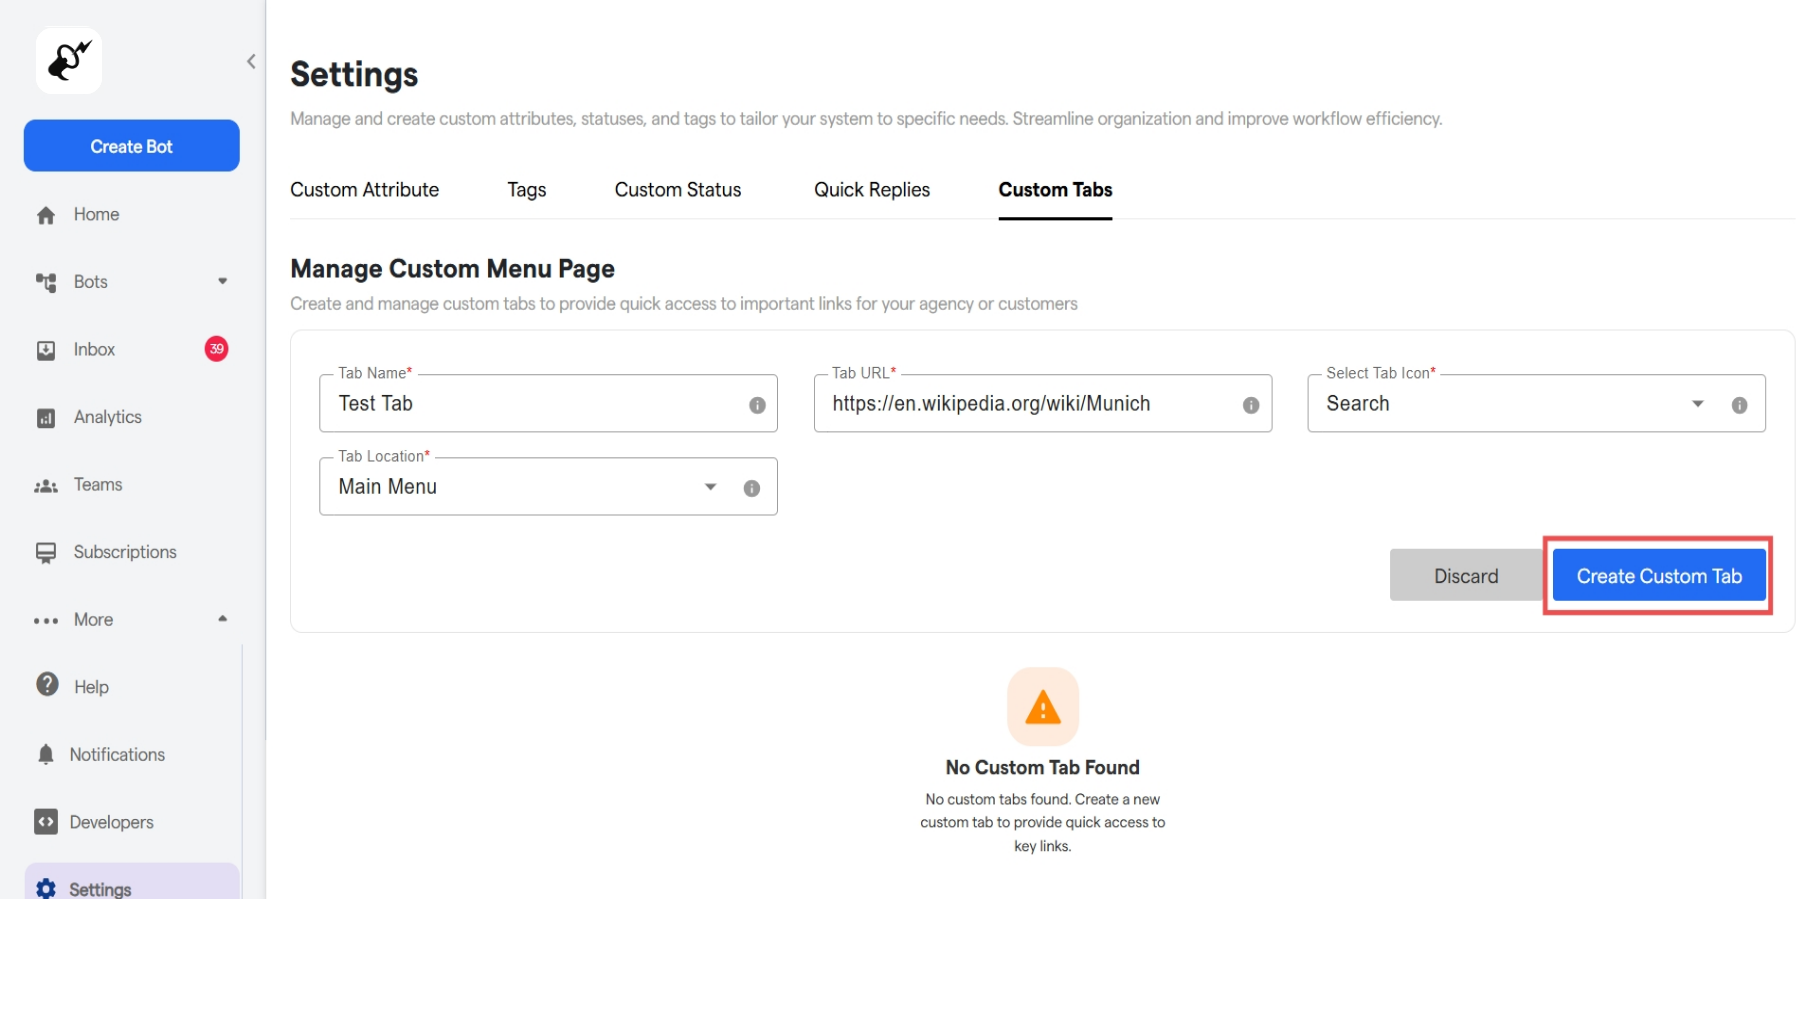 Create Bot
Home
Bots
Inbox
39
Analytics
Teams
Subscriptions
More
Help
Notifications
Developers
Settings
Settings
Manage and create custom attributes, statuses, and tags to tailor your system to specific needs. Streamline organization and improve workflow efficiency.
Custom Attribute
Tags
Custom Status
Quick Replies
Custom Tabs
Manage Custom Menu Page
Create and manage custom tabs to provide quick access to important links for your agency or customers
Tab Name*
Test Tab
Tab URL*
https://en.wikipedia.org/wiki/Munich
Select Tab Icon*
Search
Tab Location*
Main Menu
Discard
Create Custom Tab
No Custom Tab Found
No custom tabs found. Create a new
custom tab to provide quick access to
key links.